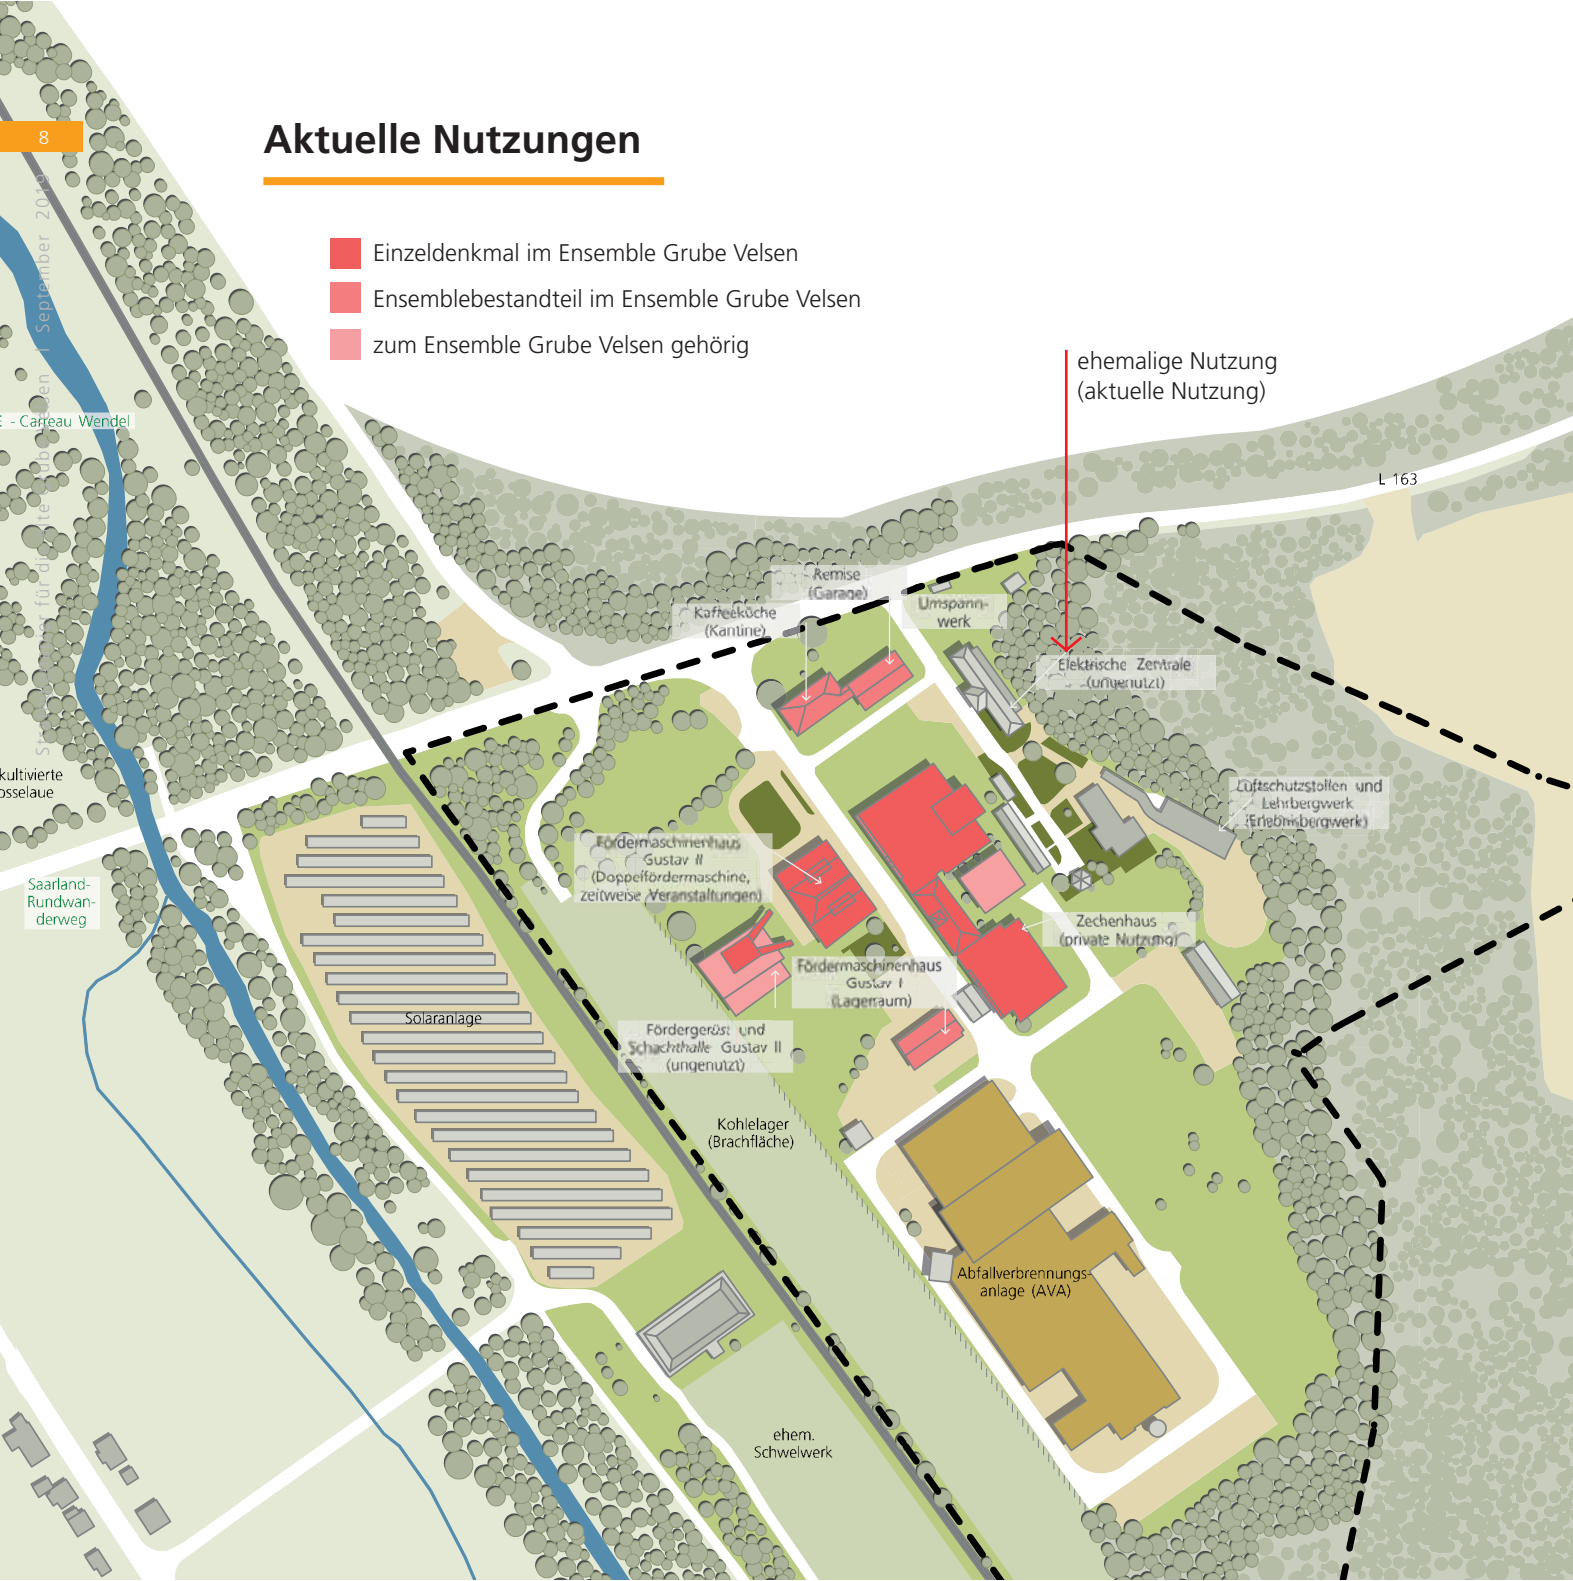 8
Aktuelle Nutzungen
Einzeldenkmal im Ensemble Grube Velsen
Ensemblebestandteil im Ensemble Grube Velsen
zum Ensemble Grube Velsen gehörig
ehemalige Nutzung
(aktuelle Nutzung)
September 2019
- Carreau Wendel
L 163
Remise
(Garage)
Kaffeeküche
(Kantine)
Umspann-
werk
Elektrische Zentrale
(ungenutzt)
kultivierte
osselaue
Luftschutzstollen und
Lehrbergwerk
(Erlebnisbergwerk)
Fördermaschinenhaus
Gustav II
(Doppelfördermaschine,
zeitweise Veranstaltungen)
Saarland-
Rundwan-
derweg
Zechenhaus
(private Nutzung)
Fördermaschinenhaus
Gustav I
(Lagerraum)
Solaranlage
Fördergerüst und
Schachthalle Gustav II
(ungenutzt)
Kohlelager
(Brachfläche)
Abfallverbrennungs-
anlage (AVA)
ehem.
Schwelwerk